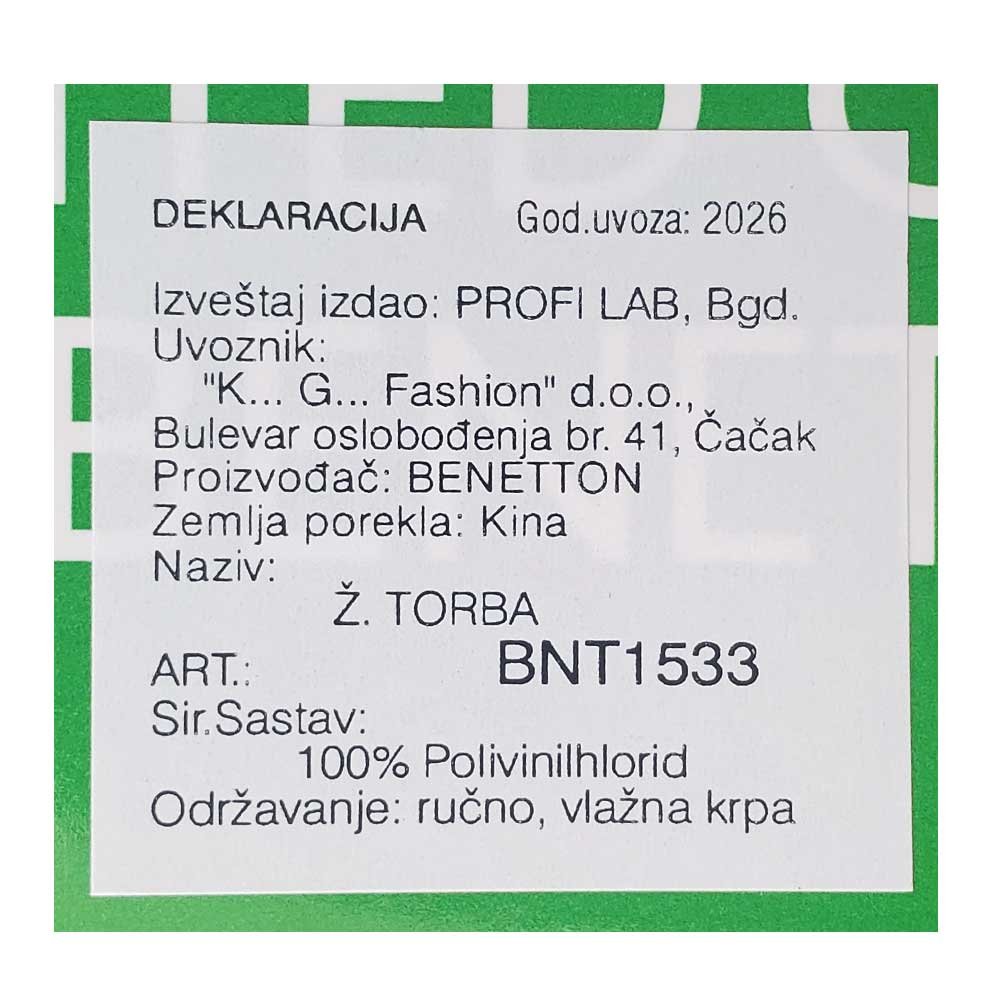 DEKLARACIJA God.uvoza: 2026
Izveštaj izdao: PROFI LAB, Bgd.
Uvoznik:
"K... G... Fashion" d.o.o.,
Bulevar oslobođenja br. 41, Čačak
Proizvođač: BENETTON
Zemlja porekla: Kina
Naziv:
Ž. TORBA
ART.: BNT1533
Sir.Sastav:
100% Polivinilhlorid
Održavanje: ručno, vlažna krpa